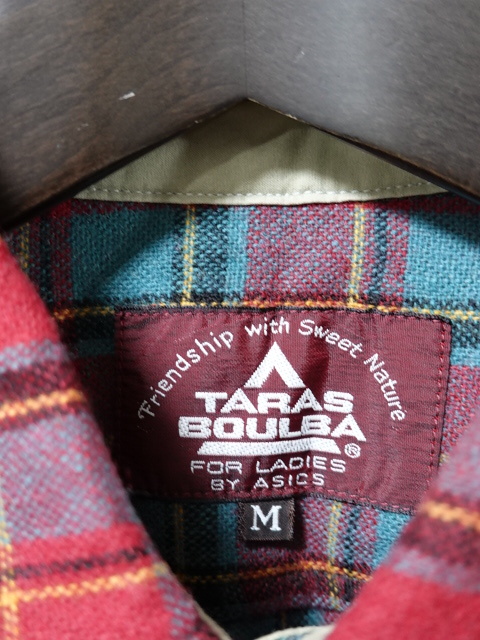 Friendship with Sweet Nature
TARAS
BOULBA®
FOR LADIES
BY ASICS
M